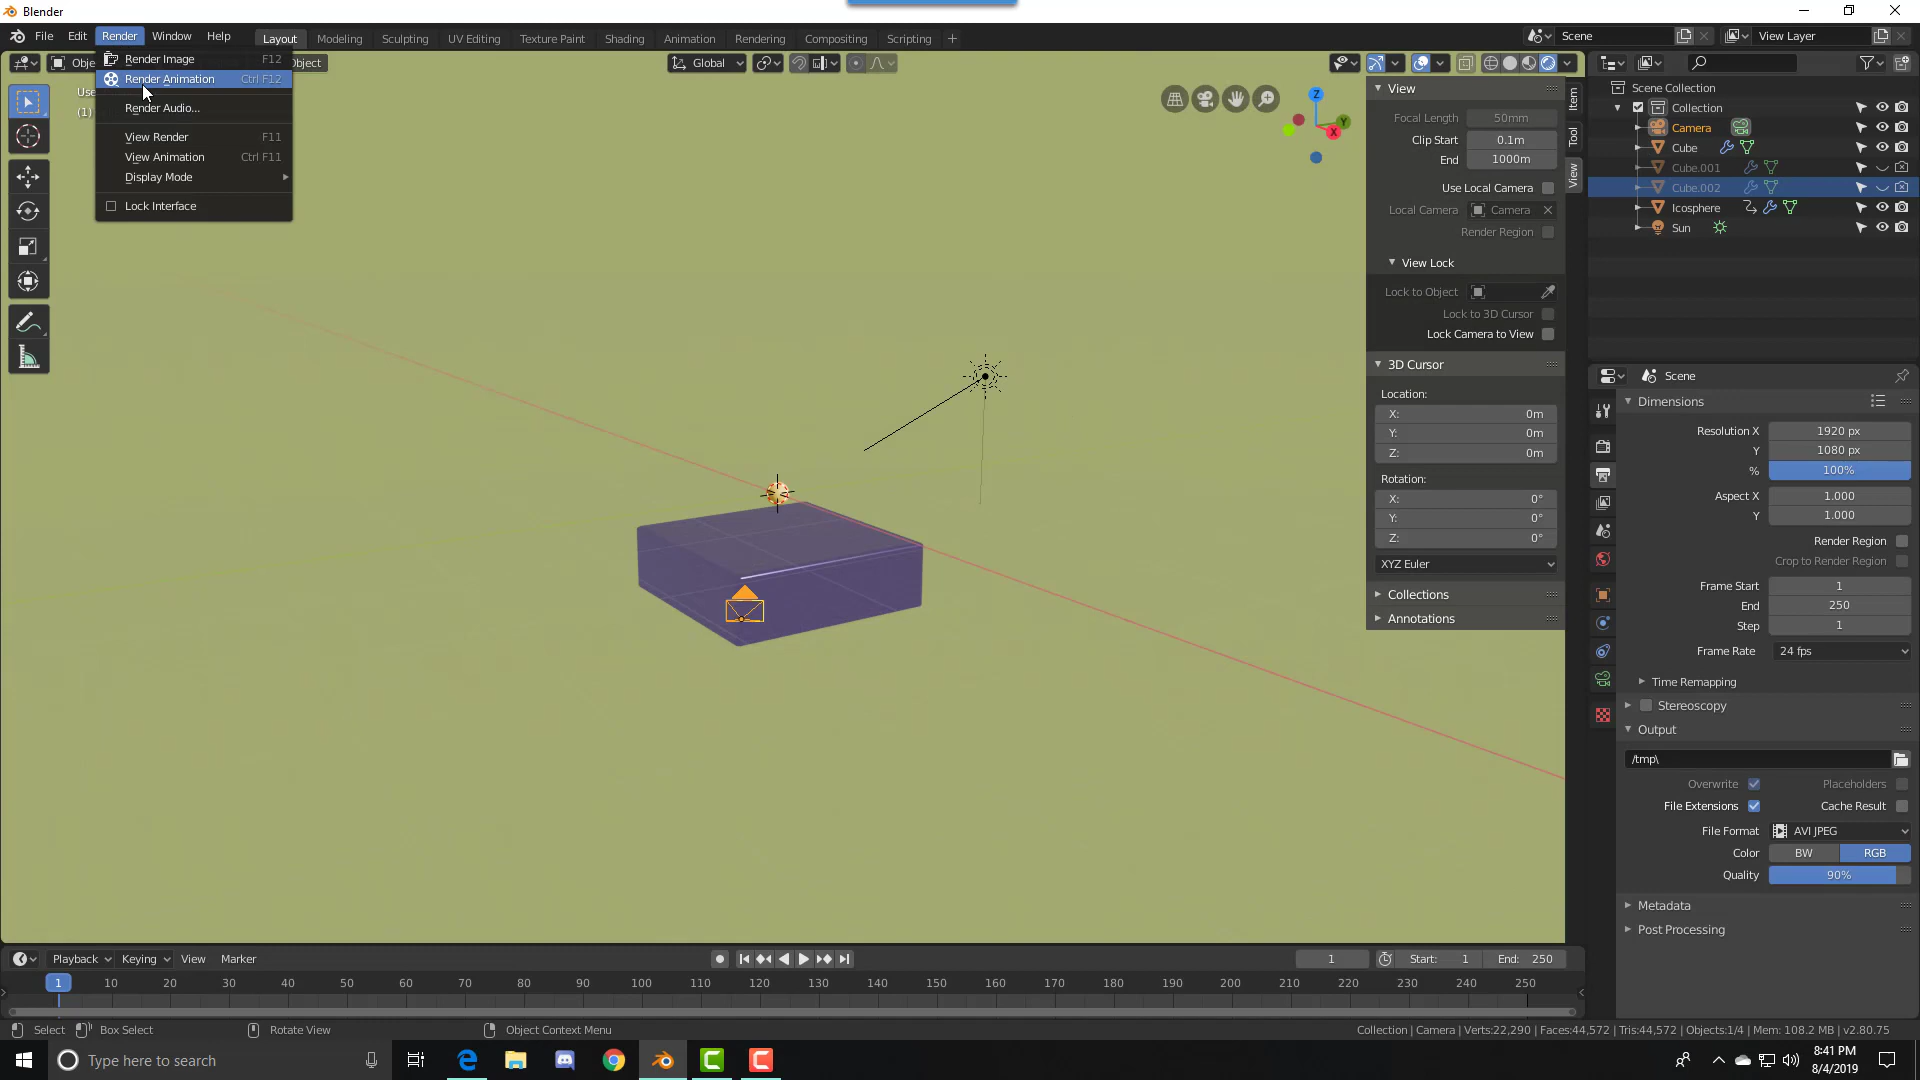 Blender
File Edit Render Window Help Layout Modeling Sculpting UV Editing Texture Paint Shading Animation Rendering Compositing Scripting + Scene View Layer
Render Image F12
Render Animation Ctrl F12
Render Audio...
View Render F11
View Animation Ctrl F11
Display Mode
Lock Interface
Obje
bject
Use
(1)
Global
Z
Y
X
View
Focal Length 50mm
Clip Start 0.1m
End 1000m
Use Local Camera
Local Camera Camera
Render Region
View Lock
Lock to Object
Lock to 3D Cursor
Lock Camera to View
3D Cursor
Location:
X: 0m
Y: 0m
Z: 0m
Rotation:
X: 0°
Y: 0°
Z: 0°
XYZ Euler
Collections
Annotations
Item
Tool
View
Scene Collection
Collection
Camera
Cube
Cube.001
Cube.002
Icosphere
Sun
Scene
Dimensions
Resolution X 1920 px
Y 1080 px
% 100%
Aspect X 1.000
Y 1.000
Render Region
Crop to Render Region
Frame Start 1
End 250
Step 1
Frame Rate 24 fps
Time Remapping
Stereoscopy
Output
/tmp\
Overwrite Placeholders
File Extensions Cache Result
File Format AVI JPEG
Color BW RGB
Quality 90%
Metadata
Post Processing
Playback Keying View Marker 1 Start: 1 End: 250
1 10 20 30 40 50 60 70 80 90 100 110 120 130 140 150 160 170 180 190 200 210 220 230 240 250
Select Box Select Rotate View Object Context Menu Collection | Camera | Verts:22,290 | Faces:44,572 | Tris:44,572 | Objects:1/4 | Mem: 108.2 MB | v2.80.75
Type here to search
8:41 PM
8/4/2019